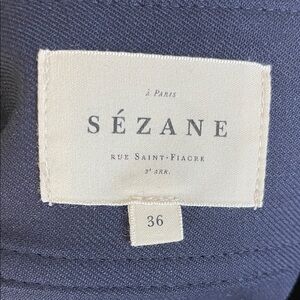 à Paris
SÉZANE
RUE SAINT-FIACRE
2ᵉ ARR.
36